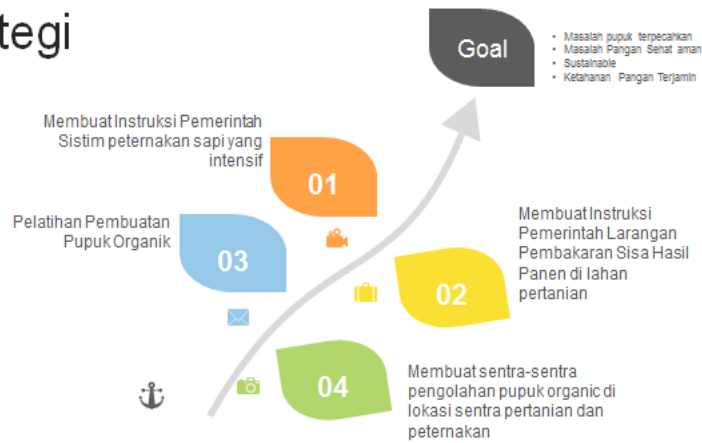 tegi
Goal
• Masalah pupuk terpecahkan
• Masalah Pangan Sehat aman
• Sustainable
• Ketahanan Pangan Terjamin
Membuat Instruksi Pemerintah
Sistim peternakan sapi yang
intensif
01
Pelatihan Pembuatan
Pupuk Organik
03
Membuat Instruksi
Pemerintah Larangan
Pembakaran Sisa Hasil
Panen di lahan
pertanian
02
04
Membuat sentra-sentra
pengolahan pupuk organic di
lokasi sentra pertanian dan
peternakan